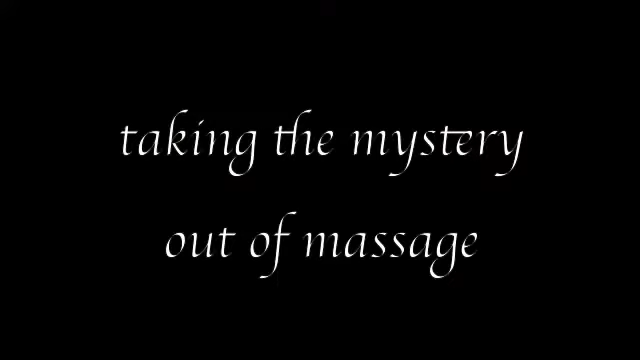 taking the mystery
out of massage